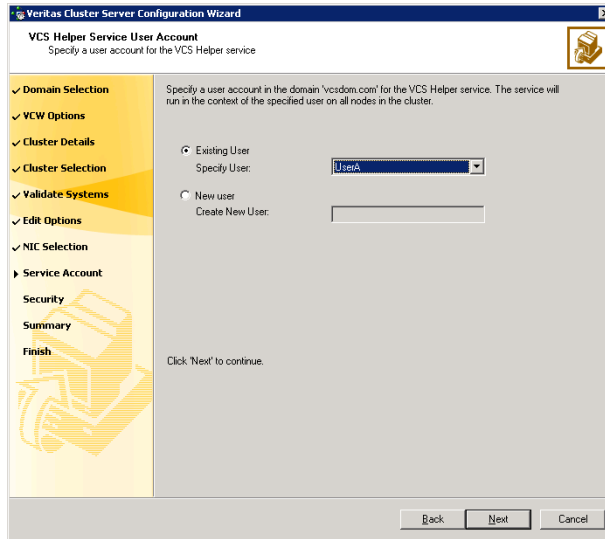 Veritas Cluster Server Configuration Wizard
VCS Helper Service User Account
Specify a user account for the VCS Helper service
Domain Selection
VCW Options
Cluster Details
Cluster Selection
Validate Systems
Edit Options
NIC Selection
Service Account
Security
Summary
Finish
Specify a user account in the domain 'vcsdom.com' for the VCS Helper service. The service will
run in the context of the specified user on all nodes in the cluster.
Existing User
Specify User: UserA
New user
Create New User:
Click 'Next' to continue.
Back Next Cancel